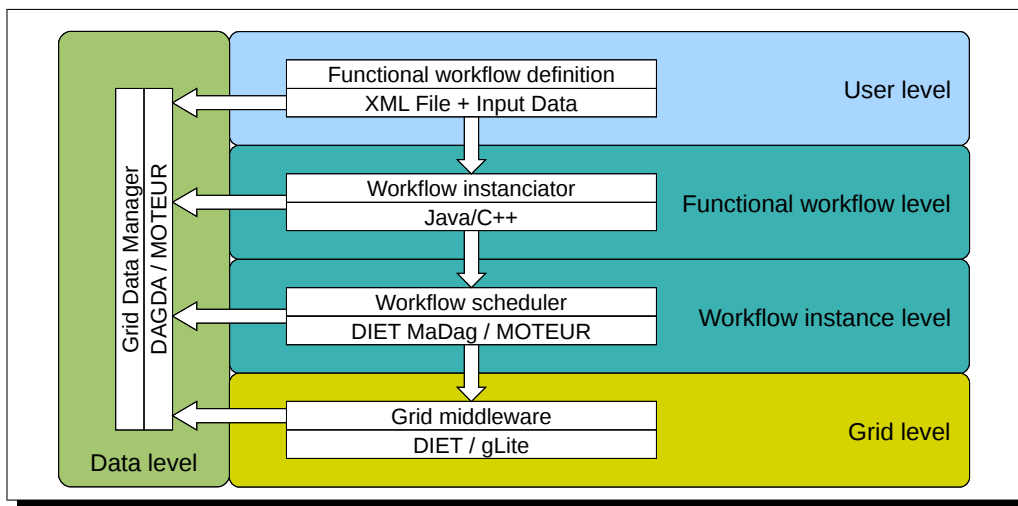 Functional workflow definition
XML File + Input Data
User level
Workflow instanciator
Java/C++
Functional workflow level
Workflow scheduler
DIET MaDag / MOTEUR
Workflow instance level
Grid middleware
DIET / gLite
Grid level
Grid Data Manager
DAGDA / MOTEUR
Data level